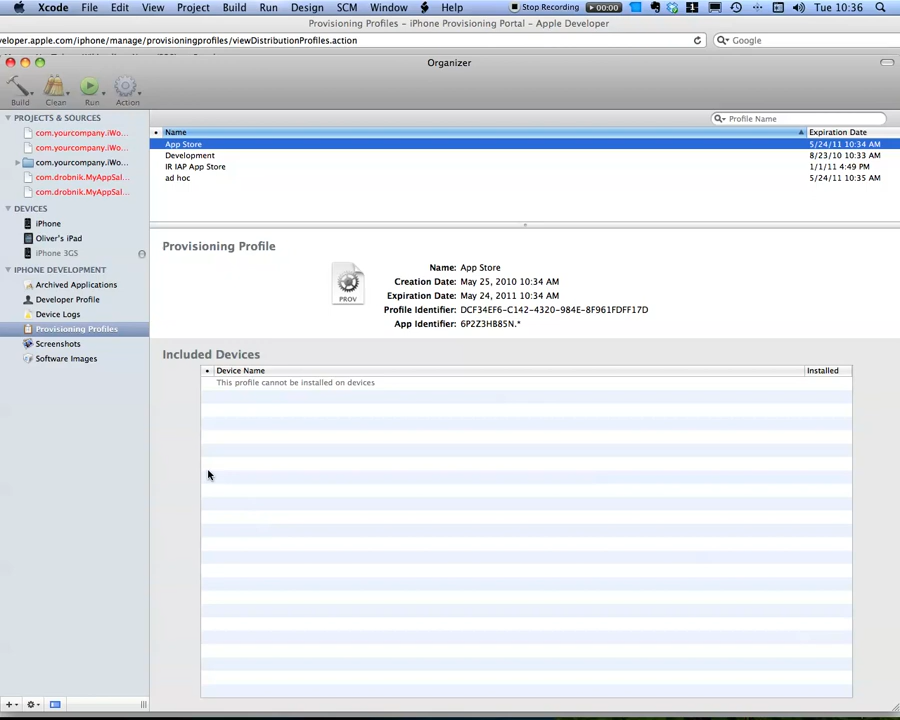 Xcode File Edit View Project Build Run Design SCM Window Help Stop Recording 00:00 1 Tue 10:36
Provisioning Profiles – iPhone Provisioning Portal – Apple Developer
eloper.apple.com/iphone/manage/provisioningprofiles/viewDistributionProfiles.action Google
Organizer
Build Clean Run Action
PROJECTS & SOURCES
com.yourcompany.iWo...
com.yourcompany.iWo...
com.yourcompany.iWo...
com.drobnik.MyAppSal...
com.drobnik.MyAppSal...
DEVICES
iPhone
Oliver's iPad
iPhone 3GS
IPHONE DEVELOPMENT
Archived Applications
Developer Profile
Device Logs
Provisioning Profiles
Screenshots
Software Images
Profile Name
• Name Expiration Date
App Store 5/24/11 10:34 AM
Development 8/23/10 10:33 AM
IR IAP App Store 1/1/11 4:49 PM
ad hoc 5/24/11 10:35 AM
Provisioning Profile
PROV
Name: App Store
Creation Date: May 25, 2010 10:34 AM
Expiration Date: May 24, 2011 10:34 AM
Profile Identifier: DCF34EF6-C142-4320-984E-8F961FDFF17D
App Identifier: 6P2Z3HB85N.*
Included Devices
• Device Name Installed
This profile cannot be installed on devices